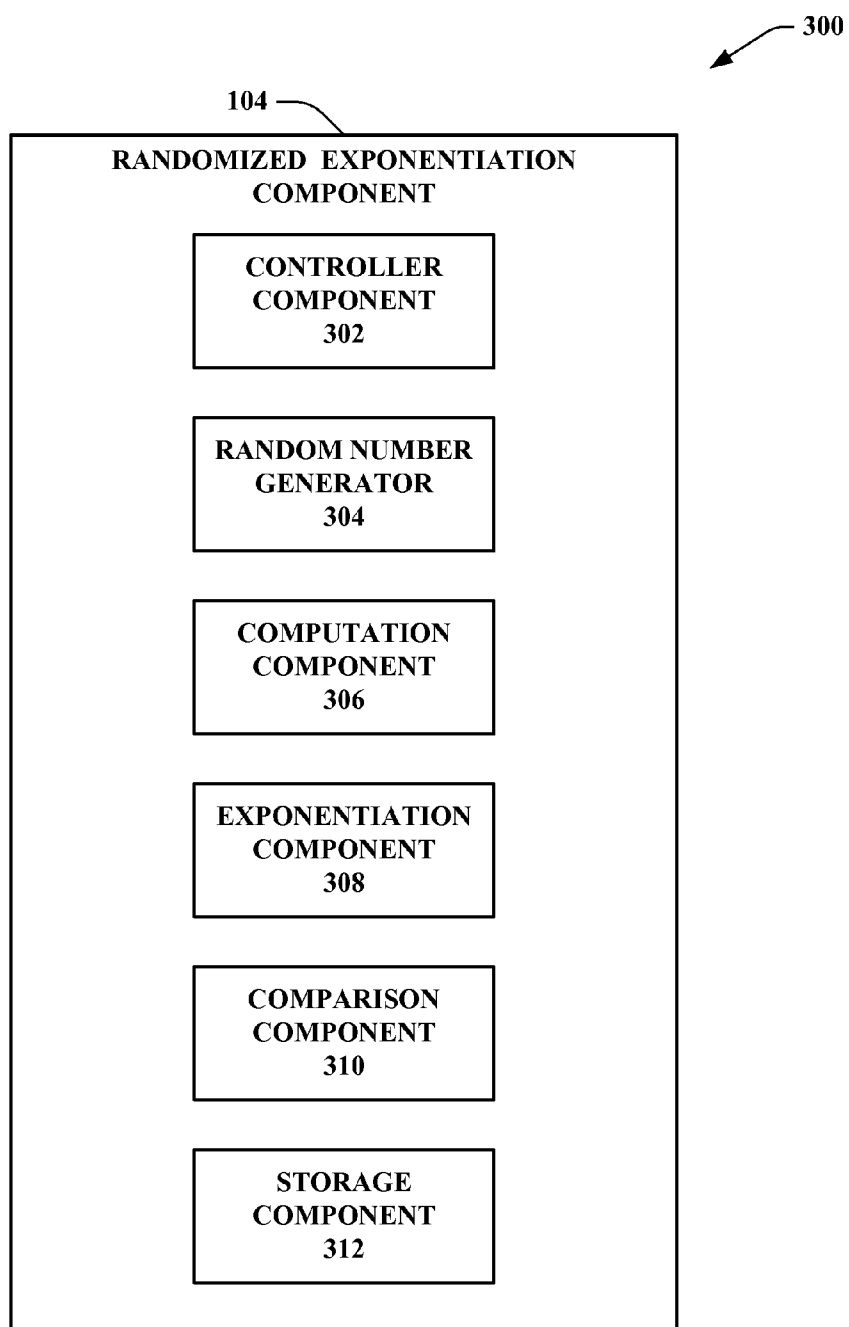 300
104
RANDOMIZED EXPONENTIATION
COMPONENT
CONTROLLER
COMPONENT
302
RANDOM NUMBER
GENERATOR
304
COMPUTATION
COMPONENT
306
EXPONENTIATION
COMPONENT
308
COMPARISON
COMPONENT
310
STORAGE
COMPONENT
312